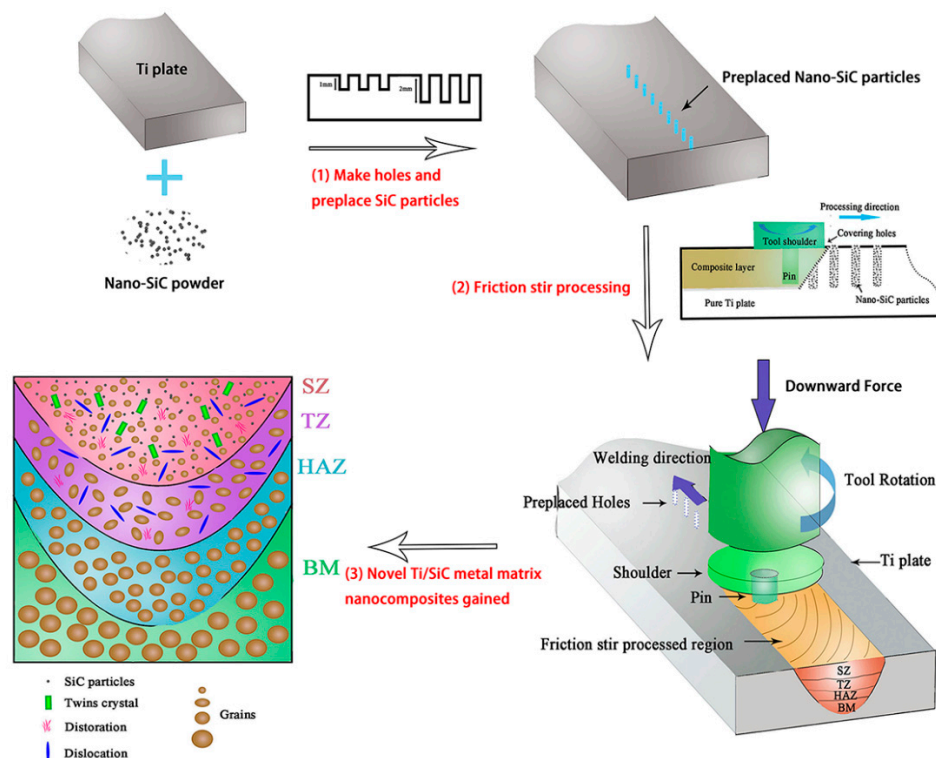 Ti plate
Nano-SiC powder
1mm
2mm
(1) Make holes and
preplace SiC particles
Preplaced Nano-SiC particles
(2) Friction stir processing
Processing direction
Covering holes
Tool shoulder
Composite layer
Pin
Nano-SiC particles
Pure Ti plate
Downward Force
Welding direction
Tool Rotation
Preplaced Holes
Ti plate
Shoulder
Pin
Friction stir processed region
SZ
TZ
HAZ
BM
(3) Novel Ti/SiC metal matrix
nanocomposites gained
SZ
TZ
HAZ
BM
SiC particles
Twins crystal
Distoration
Dislocation
Grains